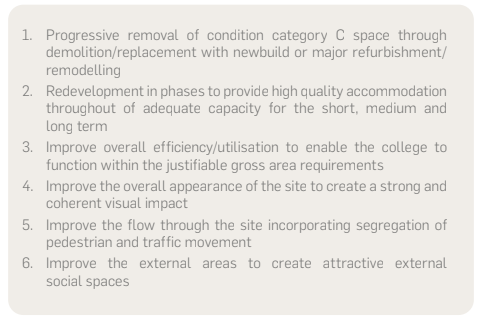 1. Progressive removal of condition category C space through
demolition/replacement with newbuild or major refurbishment/
remodelling
2. Redevelopment in phases to provide high quality accommodation
throughout of adequate capacity for the short, medium and
long term
3. Improve overall efficiency/utilisation to enable the college to
function within the justifiable gross area requirements
4. Improve the overall appearance of the site to create a strong and
coherent visual impact
5. Improve the flow through the site incorporating segregation of
pedestrian and traffic movement
6. Improve the external areas to create attractive external
social spaces